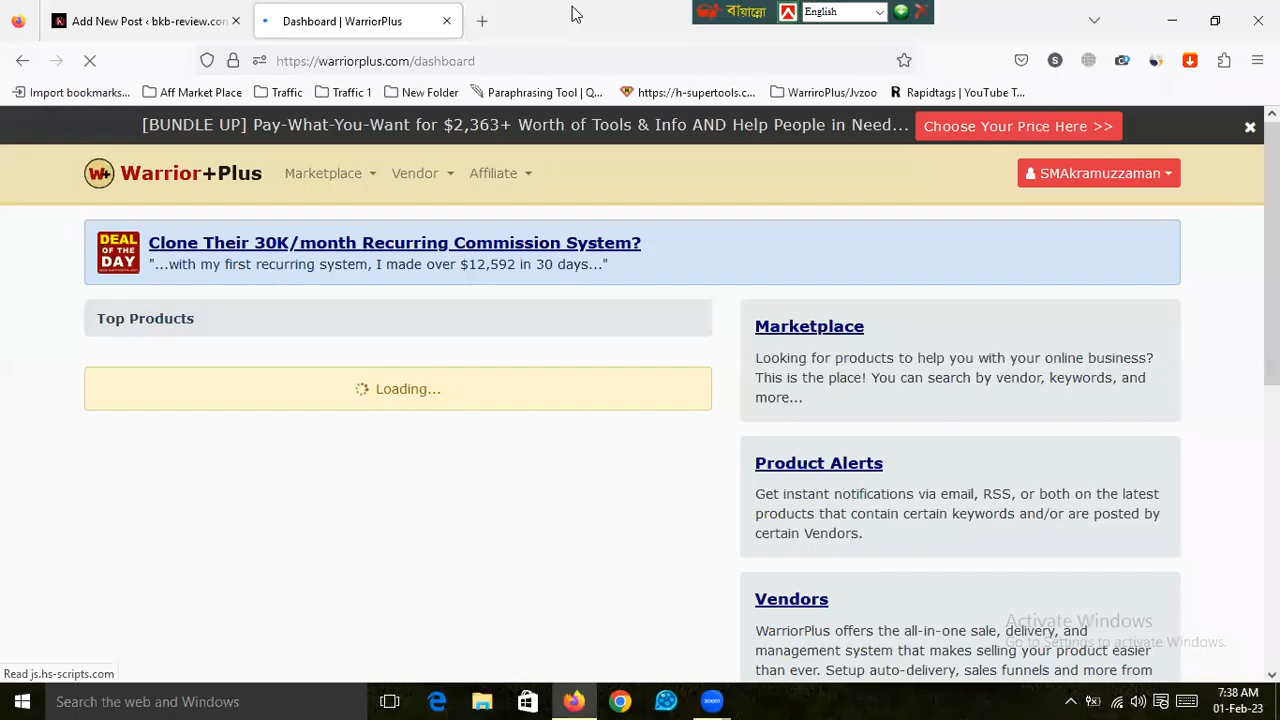 Add New Post ‹ bkb-review.com
Dashboard | WarriorPlus
বায়ান্নো
English
https://warriorplus.com/dashboard
Import bookmarks...
Aff Market Place
Traffic
Traffic 1
New Folder
Paraphrasing Tool | Q...
https://h-supertools.c...
WarriroPlus/Jvzoo
Rapidtags | YouTube T...
[BUNDLE UP] Pay-What-You-Want for $2,363+ Worth of Tools & Info AND Help People in Need...
Choose Your Price Here >>
W+ Warrior+Plus
Marketplace
Vendor
Affiliate
SMAkramuzzaman
DEAL
OF THE
DAY
Clone Their 30K/month Recurring Commission System?
"...with my first recurring system, I made over $12,592 in 30 days..."
Top Products
Loading...
Marketplace
Looking for products to help you with your online business?
This is the place! You can search by vendor, keywords, and
more...
Product Alerts
Get instant notifications via email, RSS, or both on the latest
products that contain certain keywords and/or are posted by
certain Vendors.
Vendors
WarriorPlus offers the all-in-one sale, delivery, and
management system that makes selling your product easier
than ever. Setup auto-delivery, sales funnels and more from
Activate Windows
Go to Settings to activate Windows.
Read js.hs-scripts.com
Search the web and Windows
zoom
7:38 AM
01-Feb-23